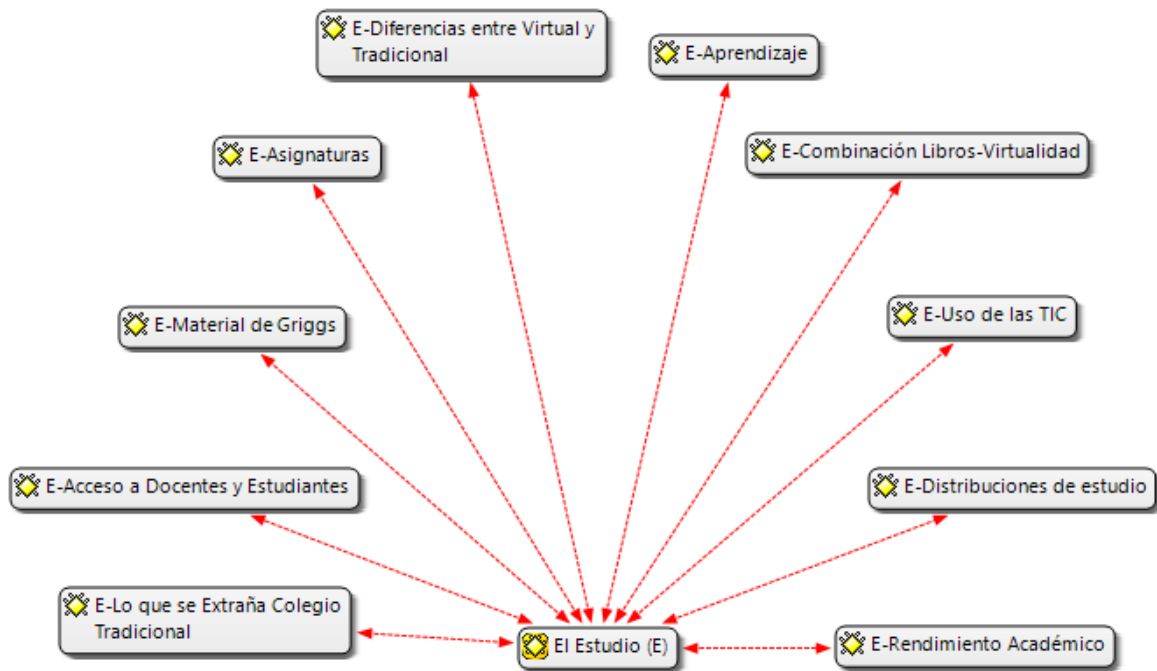 E-Diferencias entre Virtual y
Tradicional
E-Aprendizaje
E-Asignaturas
E-Combinación Libros-Virtualidad
E-Material de Griggs
E-Uso de las TIC
E-Acceso a Docentes y Estudiantes
E-Distribuciones de estudio
E-Lo que se Extraña Colegio
Tradicional
El Estudio (E)
E-Rendimiento Académico